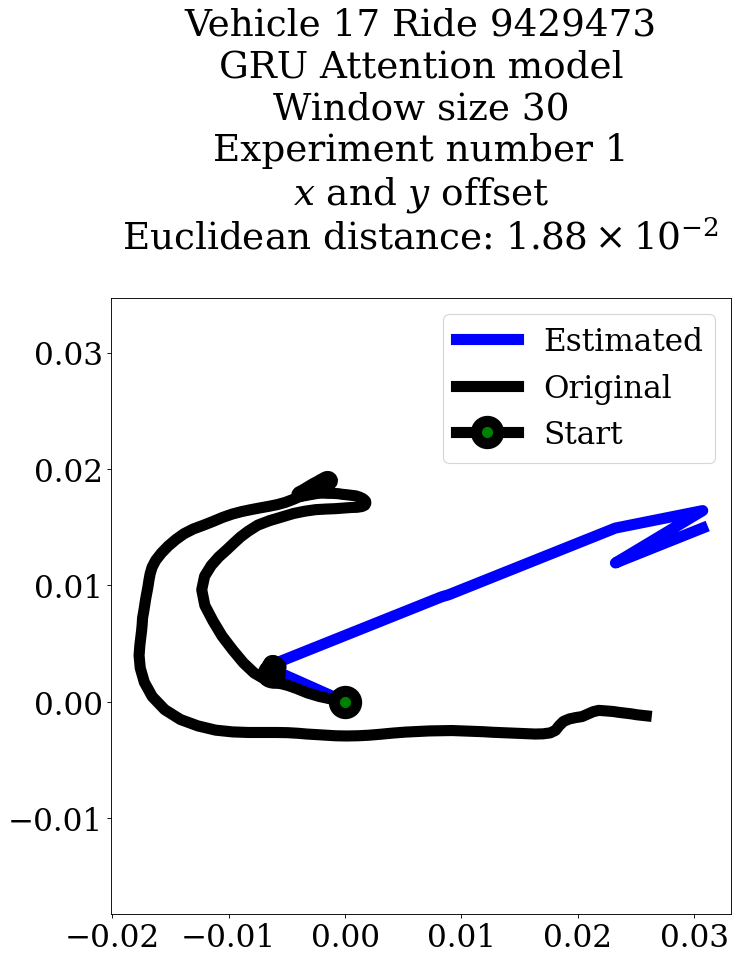 Vehicle 17 Ride 9429473
GRU Attention model
Window size 30
Experiment number 1
x and y offset
Euclidean distance: 1.88 × 10⁻²
Estimated
Original
Start
0.03
0.02
0.01
0.00
−0.01
−0.02 −0.01 0.00 0.01 0.02 0.03